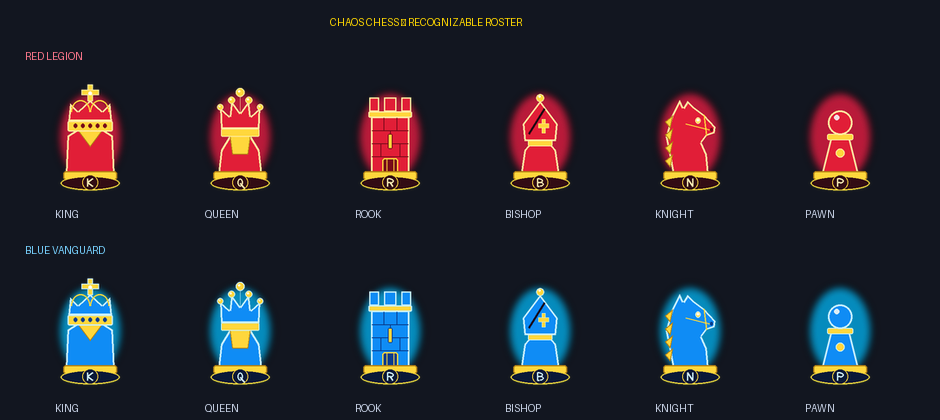 CHAOS CHESS▯RECOGNIZABLE ROSTER
RED LEGION
K Q R B N P
KING QUEEN ROOK BISHOP KNIGHT PAWN
BLUE VANGUARD
K Q R B N P
KING QUEEN ROOK BISHOP KNIGHT PAWN